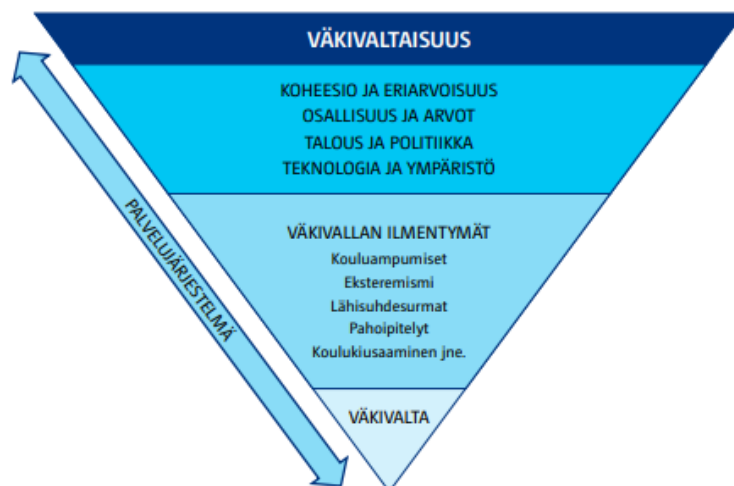 VÄKIVALTAISUUS
KOHEESIO JA ERIARVOISUUS
OSALLISUUS JA ARVOT
TALOUS JA POLITIIKKA
TEKNOLOGIA JA YMPÄRISTÖ
PALVELUJÄRJESTELMÄ
VÄKIVALLAN ILMENTYMÄT
Kouluampumiset
Eksteremismi
Lähisuhdesurmat
Pahoipitelyt
Koulukiusaaminen jne.
VÄKIVALTA